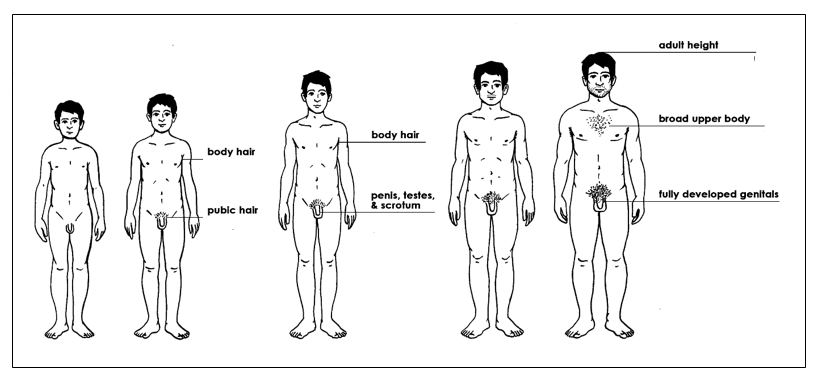 adult height
broad upper body
body hair
body hair
penis, testes,
& scrotum
pubic hair
fully developed genitals